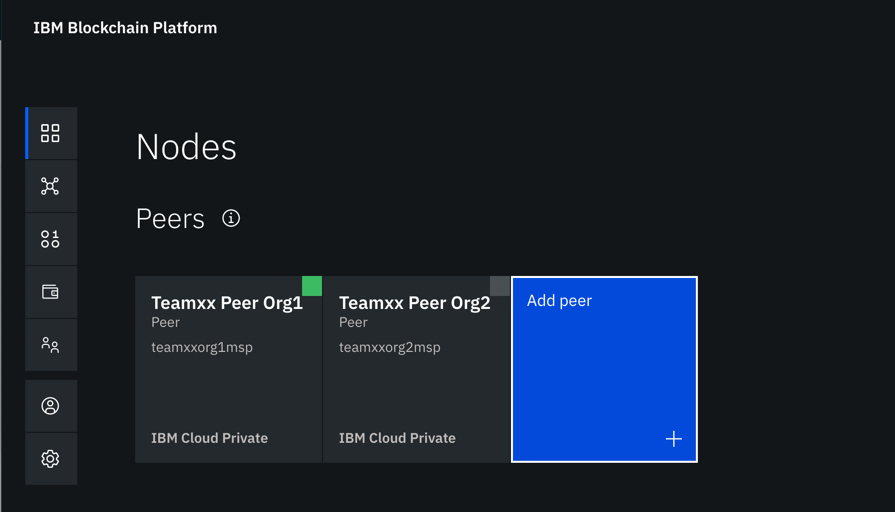 IBM Blockchain Platform
Nodes
Peers
Teamxx Peer Org1
Peer
teamxxorg1msp
IBM Cloud Private
Teamxx Peer Org2
Peer
teamxxorg2msp
IBM Cloud Private
Add peer